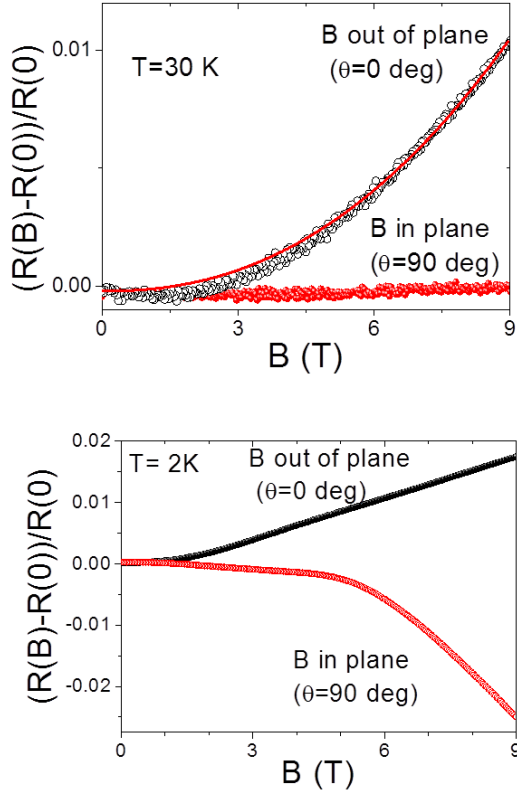 0.01
T=30 K
B out of plane
(θ=0 deg)
(R(B)-R(0))/R(0)
B in plane
(θ=90 deg)
0.00
0 3 6 9
B (T)
0.02
T= 2K
B out of plane
(θ=0 deg)
0.01
0.00
(R(B)-R(0))/R(0)
-0.01
-0.02
B in plane
(θ=90 deg)
0 3 6 9
B (T)